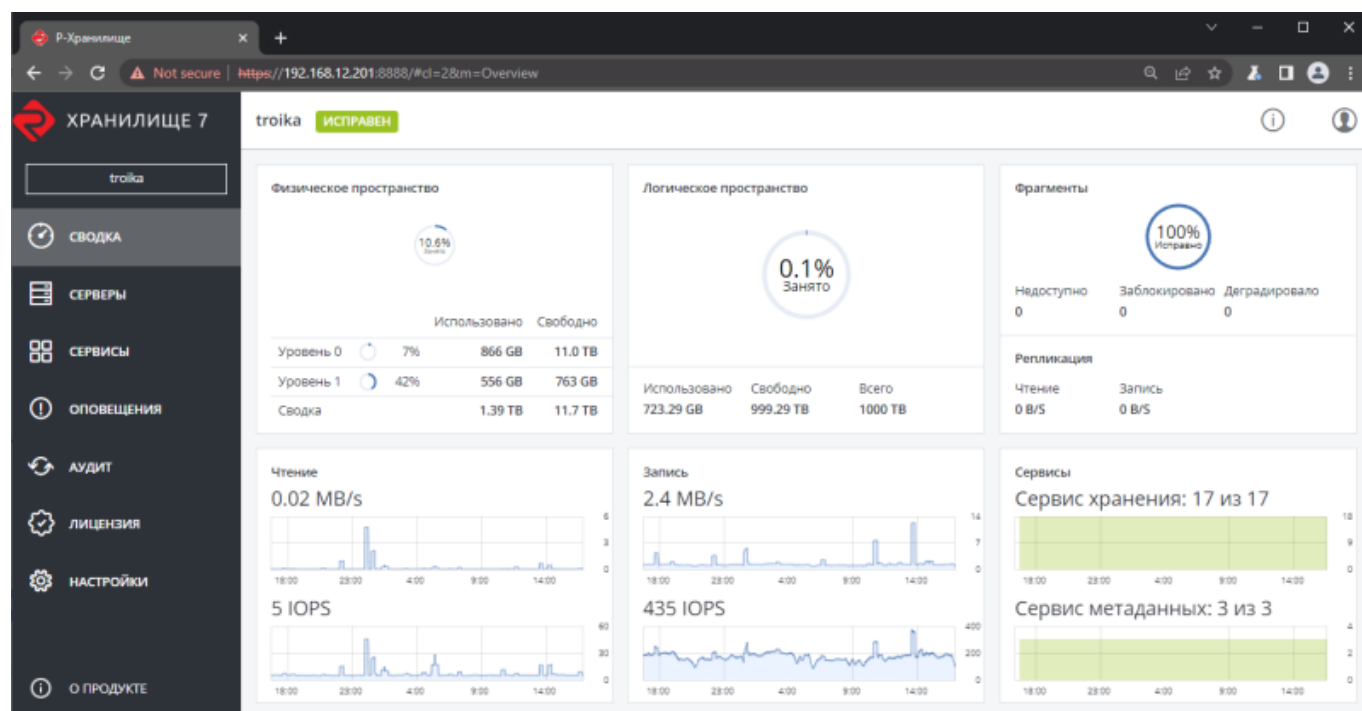 Р-Хранилище
Not secure
https://192.168.12.201:8888/#cl=2&m=Overview
ХРАНИЛИЩЕ 7
troika
СВОДКА
СЕРВЕРЫ
СЕРВИСЫ
ОПОВЕЩЕНИЯ
АУДИТ
ЛИЦЕНЗИЯ
НАСТРОЙКИ
О ПРОДУКТЕ
troika ИСПРАВЕН
Физическое пространство
10.6%
Занято
Использовано Свободно
Уровень 0 7% 866 GB 11.0 TB
Уровень 1 42% 556 GB 763 GB
Сводка 1.39 TB 11.7 TB
Логическое пространство
0.1%
Занято
Использовано Свободно Всего
723.29 GB 999.29 TB 1000 TB
Фрагменты
100%
Исправно
Недоступно Заблокировано Деградировало
0 0 0
Репликация
Чтение Запись
0 B/S 0 B/S
Чтение
0.02 MB/s
6
3
0
18:00 23:00 4:00 9:00 14:00
5 IOPS
60
30
0
18:00 23:00 4:00 9:00 14:00
Запись
2.4 MB/s
14
7
0
18:00 23:00 4:00 9:00 14:00
435 IOPS
400
200
0
18:00 23:00 4:00 9:00 14:00
Сервисы
Сервис хранения: 17 из 17
18
9
0
18:00 23:00 4:00 9:00 14:00
Сервис метаданных: 3 из 3
4
2
0
18:00 23:00 4:00 9:00 14:00